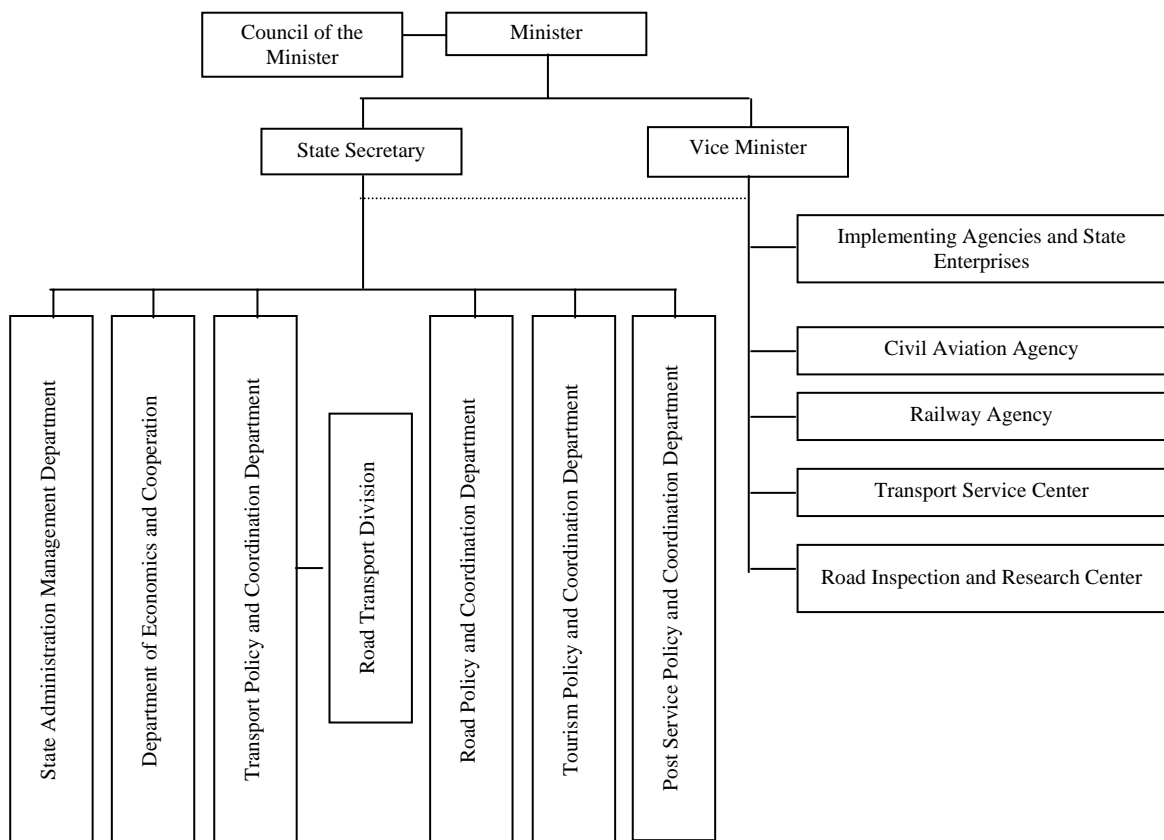 Council of the
Minister
Minister
State Secretary
Vice Minister
Implementing Agencies and State
Enterprises
Civil Aviation Agency
Railway Agency
Transport Service Center
Road Inspection and Research Center
State Administration Management Department
Department of Economics and Cooperation
Transport Policy and Coordination Department
Road Transport Division
Road Policy and Coordination Department
Tourism Policy and Coordination Department
Post Service Policy and Coordination Department